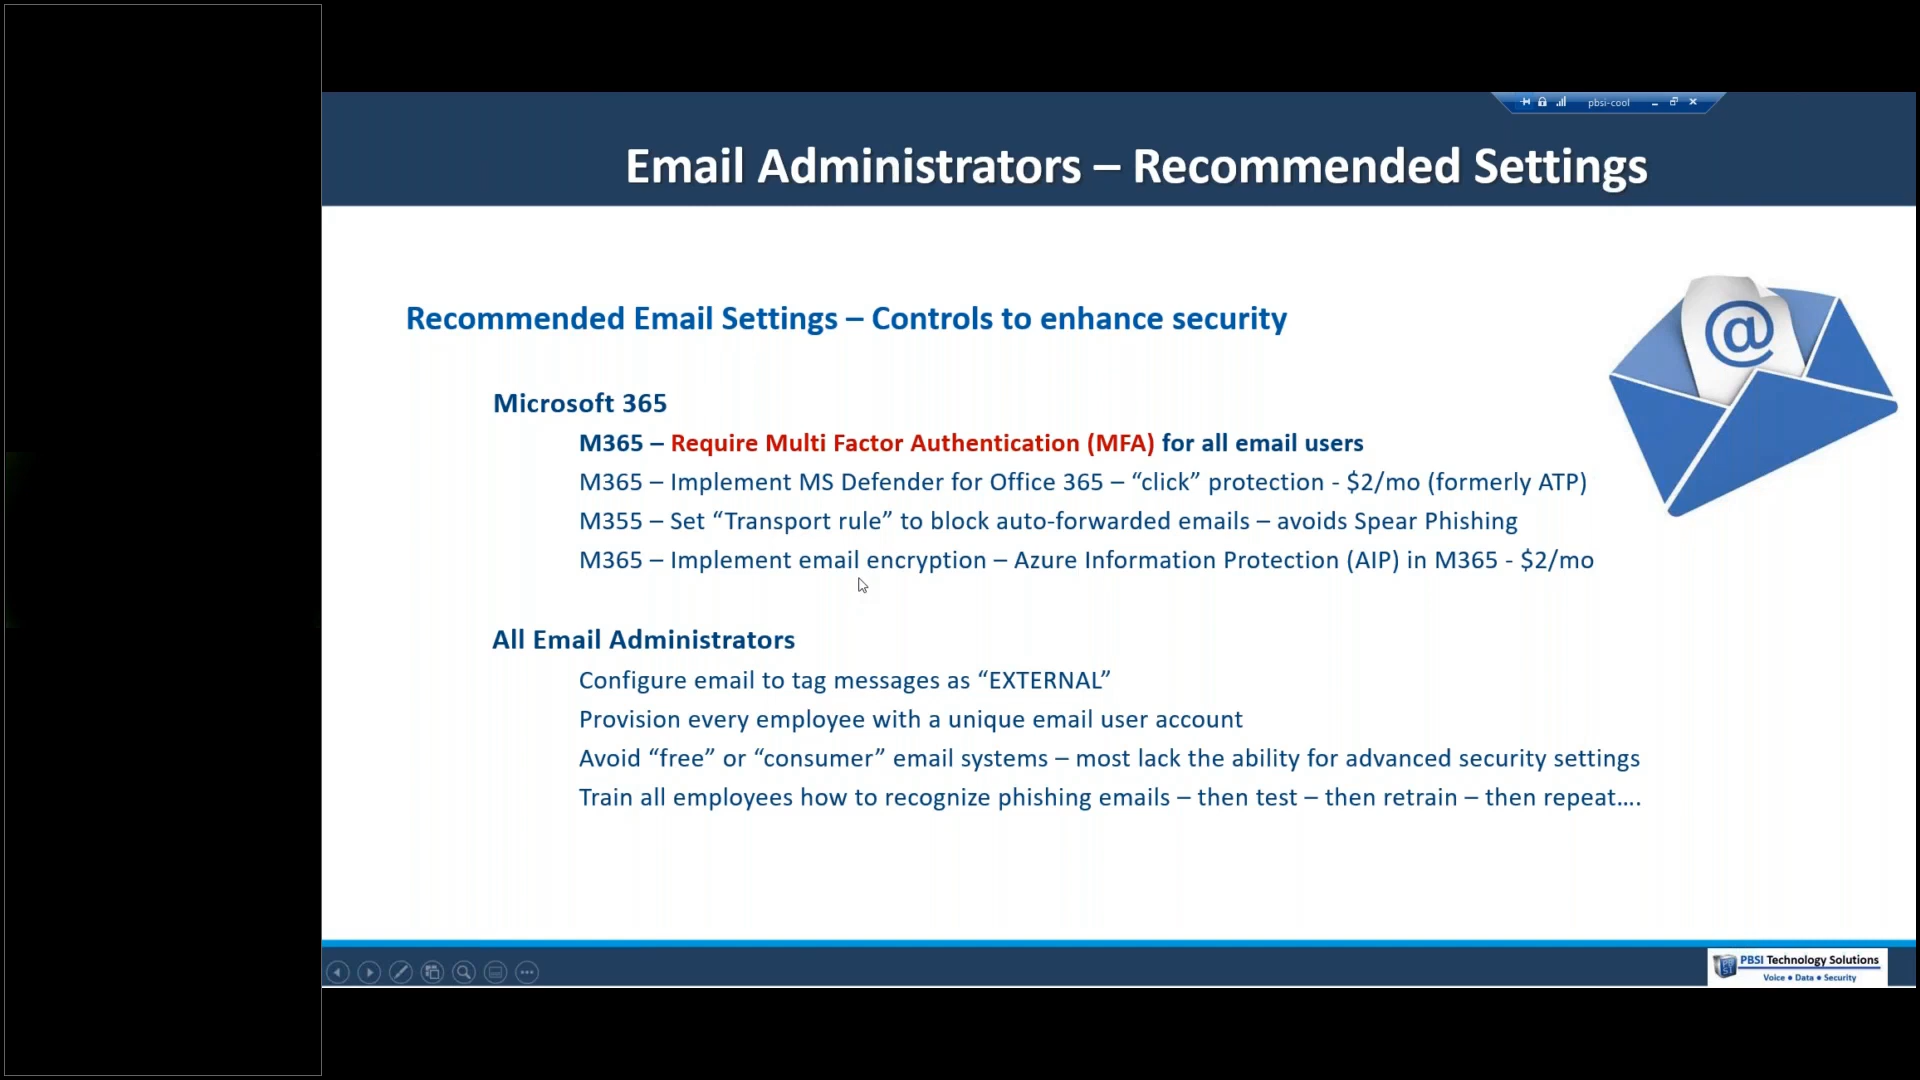 pbsi-cool
Email Administrators – Recommended Settings
Recommended Email Settings – Controls to enhance security
@
Microsoft 365
M365 – Require Multi Factor Authentication (MFA) for all email users
M365 – Implement MS Defender for Office 365 – “click” protection - $2/mo (formerly ATP)
M355 – Set “Transport rule” to block auto-forwarded emails – avoids Spear Phishing
M365 – Implement email encryption – Azure Information Protection (AIP) in M365 - $2/mo
All Email Administrators
Configure email to tag messages as “EXTERNAL”
Provision every employee with a unique email user account
Avoid “free” or “consumer” email systems – most lack the ability for advanced security settings
Train all employees how to recognize phishing emails – then test – then retrain – then repeat....
PBSI Technology Solutions
Voice • Data • Security